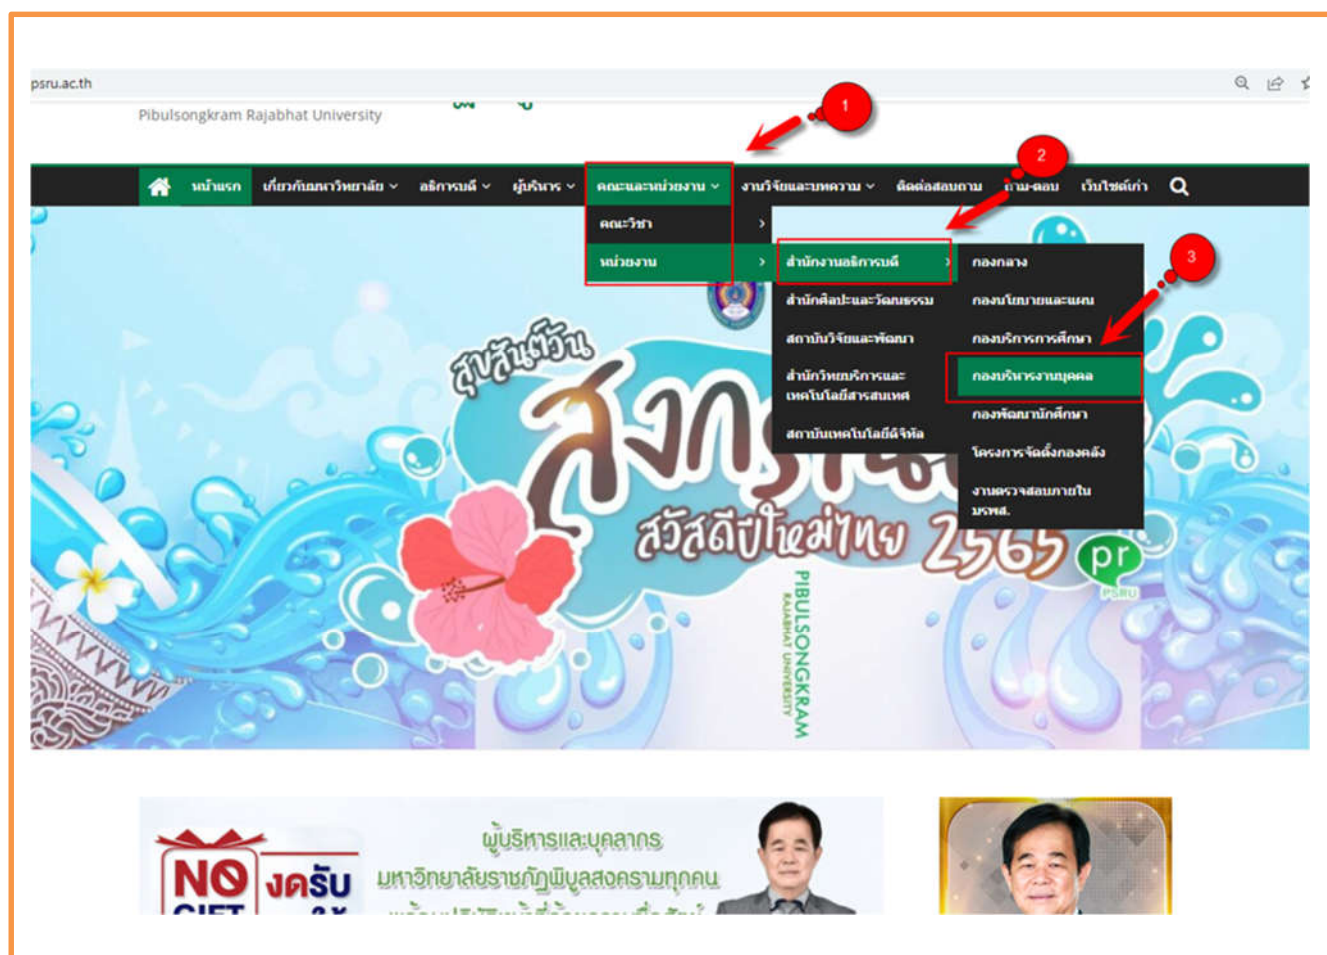 psru.ac.th
Pibulsongkram Rajabhat University
1
2
3
หน้าแรก เกี่ยวกับมหาวิทยาลัย อธิการบดี ผู้บริหาร คณะและหน่วยงาน งานวิจัยและบทความ ติดต่อสอบถาม ถาม-ตอบ เว็บไซต์เก่า
คณะวิชา
หน่วยงาน
สำนักงานอธิการบดี
สำนักศิลปะและวัฒนธรรม
สถาบันวิจัยและพัฒนา
สำนักวิทยบริการและ
เทคโนโลยีสารสนเทศ
สถาบันเทคโนโลยีดิจิทัล
กองกลาง
กองนโยบายและแผน
กองบริการการศึกษา
กองบริหารงานบุคคล
กองพัฒนานักศึกษา
โครงการจัดตั้งกองคลัง
งานตรวจสอบภายใน
มรพส.
สุขสันต์วัน
สวัสดีปีใหม่ไทย 2565
pr
PSRU
PIBULSONGKRAM
RAJABHAT UNIVERSITY
NO
GIFT
งดรับ
ผู้บริหารและบุคลากร
มหาวิทยาลัยราชภัฏพิบูลสงครามทุกคน